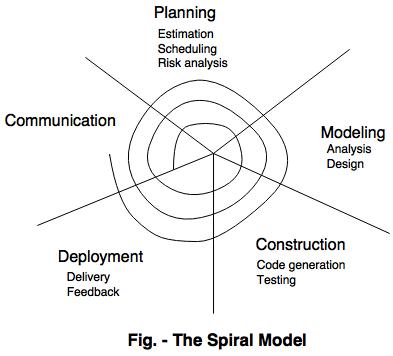 Planning
Estimation
Scheduling
Risk analysis
Communication
Modeling
Analysis
Design
Deployment
Delivery
Feedback
Construction
Code generation
Testing
Fig. - The Spiral Model